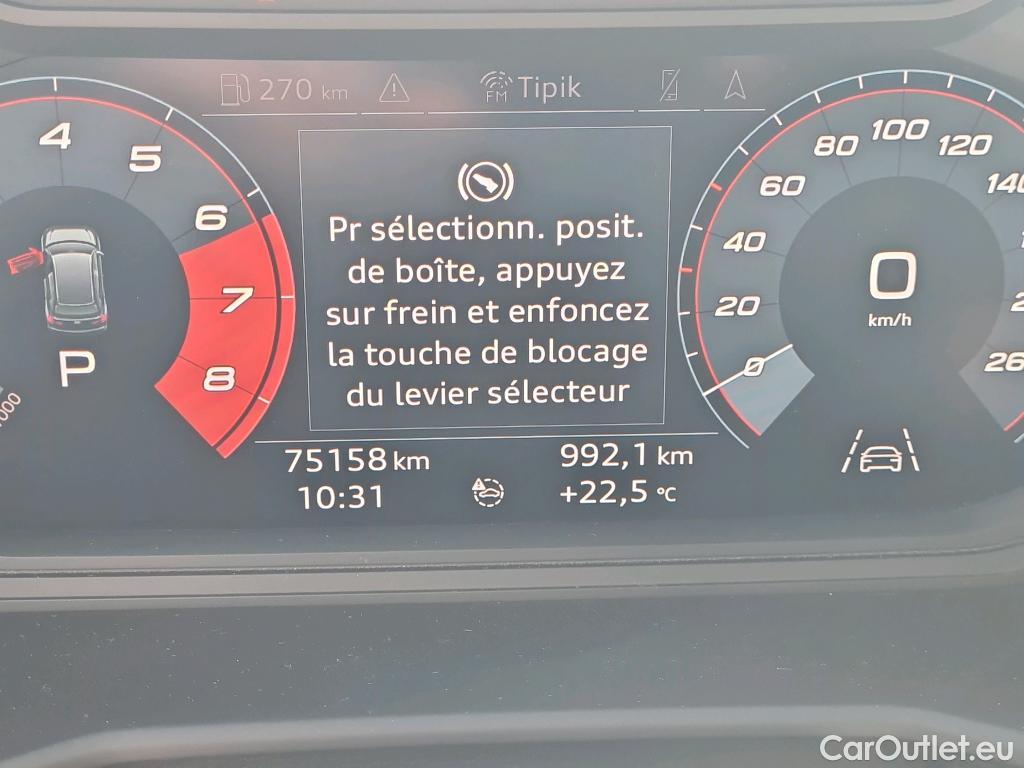 270 km
FM Tipik
4
5
6
7
8
P
Pr sélectionn. posit.
de boîte, appuyez
sur frein et enfoncez
la touche de blocage
du levier sélecteur
0
20
40
60
80
100
120
0
km/h
75158 km
992,1 km
10:31
+22,5 °C
CarOutlet.eu